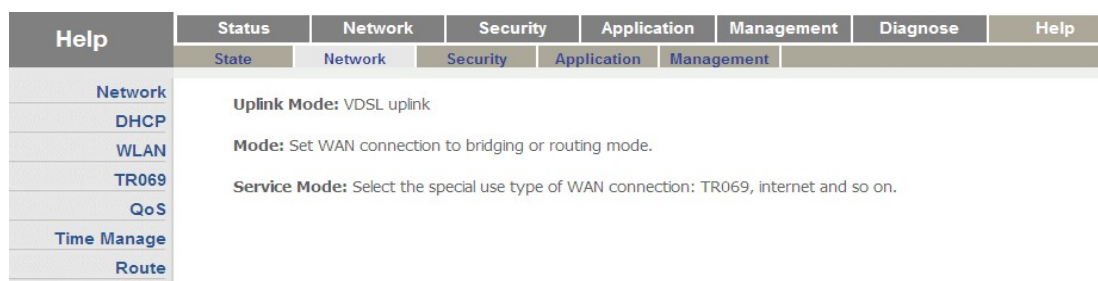 Help
Status Network Security Application Management Diagnose Help
State Network Security Application Management
Network
DHCP
WLAN
TR069
QoS
Time Manage
Route
Uplink Mode: VDSL uplink
Mode: Set WAN connection to bridging or routing mode.
Service Mode: Select the special use type of WAN connection: TR069, internet and so on.